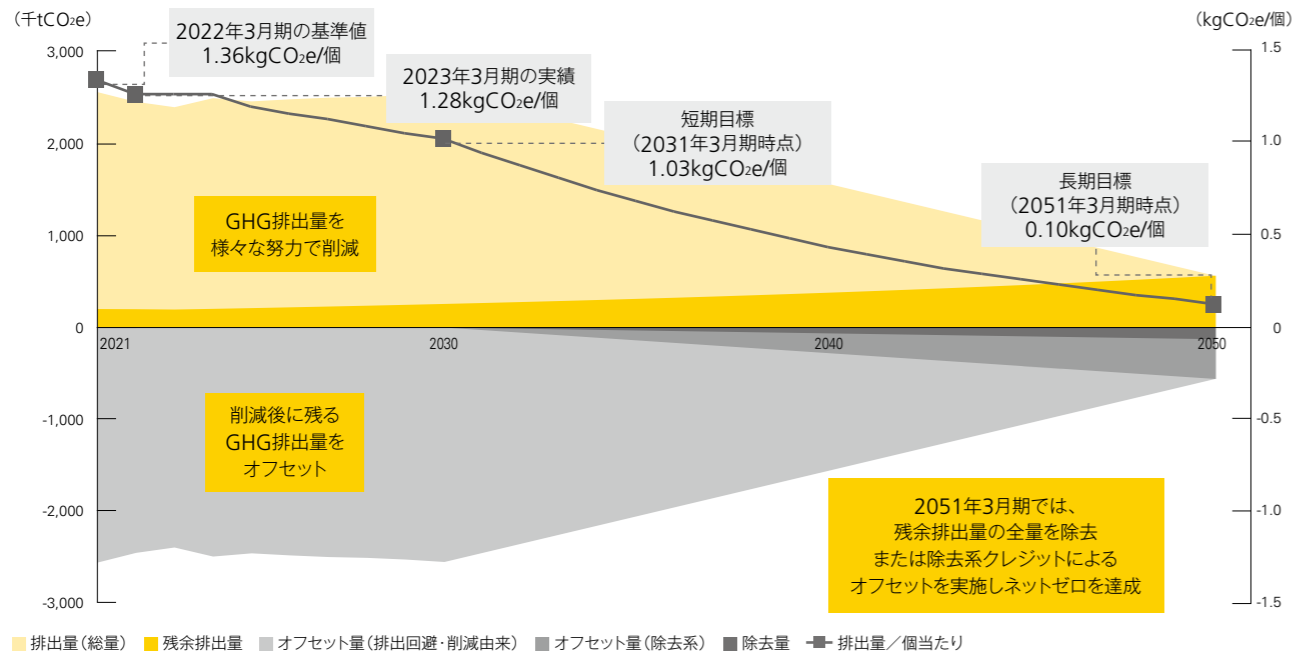 （千tCO₂e）
（kgCO₂e/個）
2022年3月期の基準値
1.36kgCO₂e/個
2023年3月期の実績
1.28kgCO₂e/個
短期目標
（2031年3月期時点）
1.03kgCO₂e/個
長期目標
（2051年3月期時点）
0.10kgCO₂e/個
3,000
2,000
1,000
0
-1,000
-2,000
-3,000
1.5
1.0
0.5
0
-0.5
-1.0
-1.5
2021
2030
2040
2050
GHG排出量を
様々な努力で削減
削減後に残る
GHG排出量を
オフセット
2051年3月期では、
残余排出量の全量を除去
または除去系クレジットによる
オフセットを実施しネットゼロを達成
排出量（総量） 残余排出量 オフセット量（排出回避・削減由来） オフセット量（除去系） 除去量 排出量／個当たり